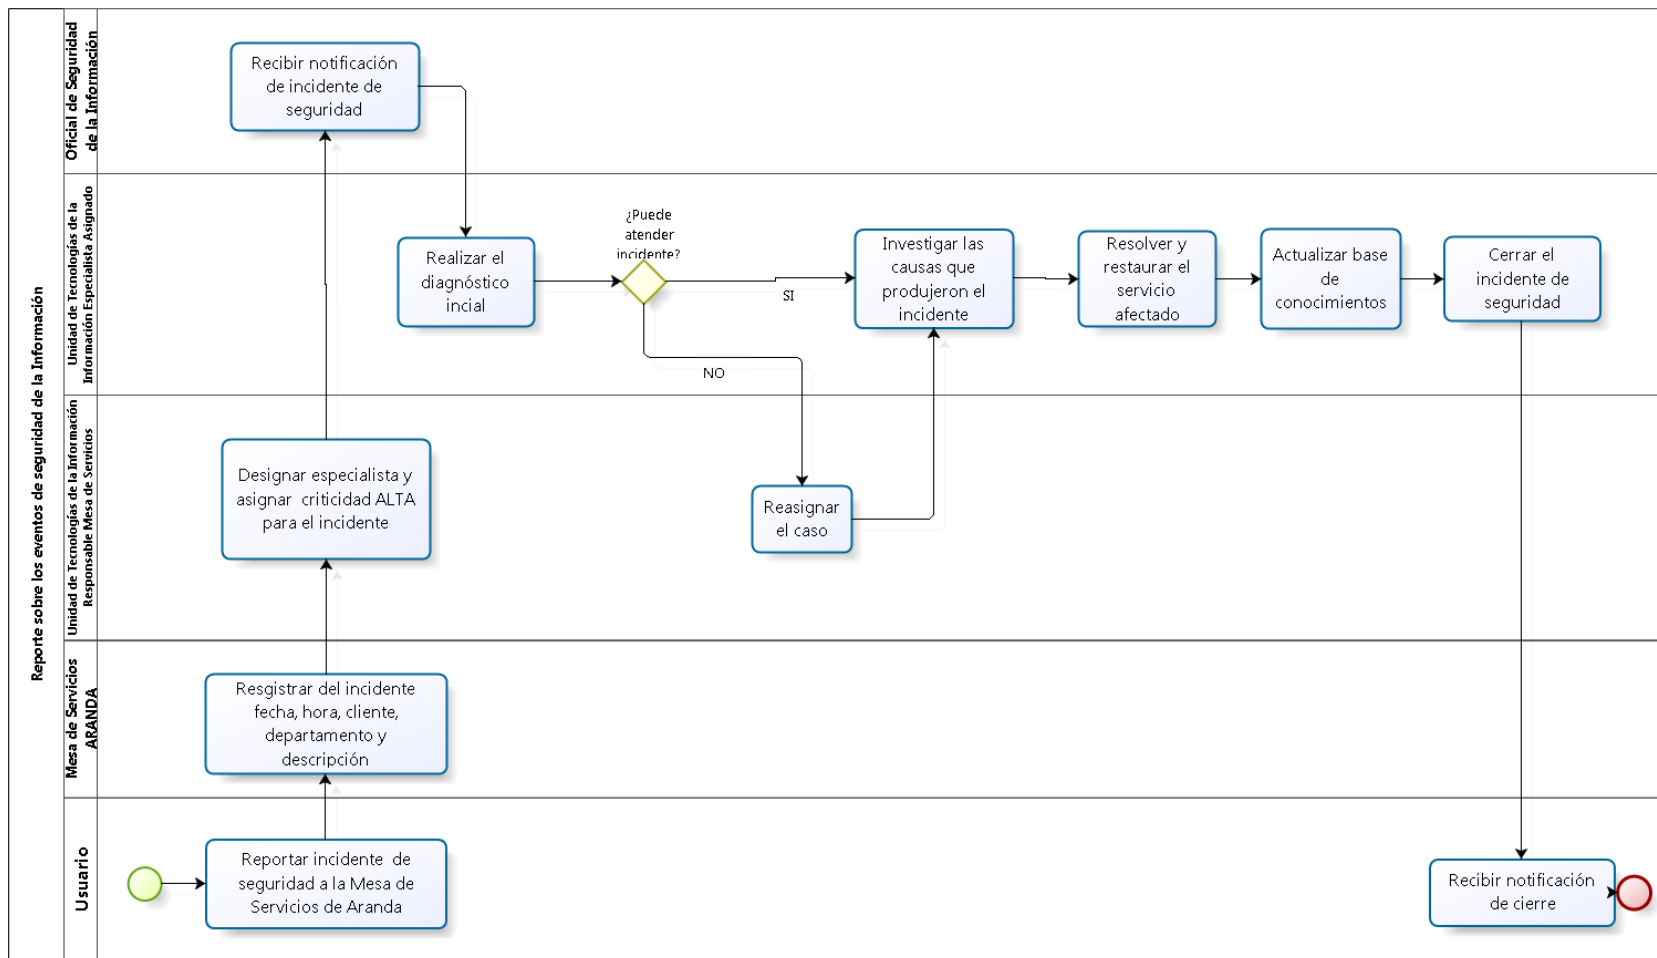 Reporte sobre los eventos de seguridad de la Información
Oficial de Seguridad
de la Información
Recibir notificación
de incidente de
seguridad
Unidad de Tecnologías de la
Información Especialista Asignado
Realizar el
diagnóstico
incial
¿Puede
atender
incidente?
SI
NO
Investigar las
causas que
produjeron el
incidente
Resolver y
restaurar el
servicio
afectado
Actualizar base
de
conocimientos
Cerrar el
incidente de
seguridad
Unidad de Tecnologías de la Información
Responsable Mesa de Servicios
Designar especialista y
asignar criticidad ALTA
para el incidente
Reasignar
el caso
Mesa de Servicios
ARANDA
Resgistrar del incidente
fecha, hora, cliente,
departamento y
descripción
Usuario
Reportar incidente de
seguridad a la Mesa de
Servicios de Aranda
Recibir notificación
de cierre